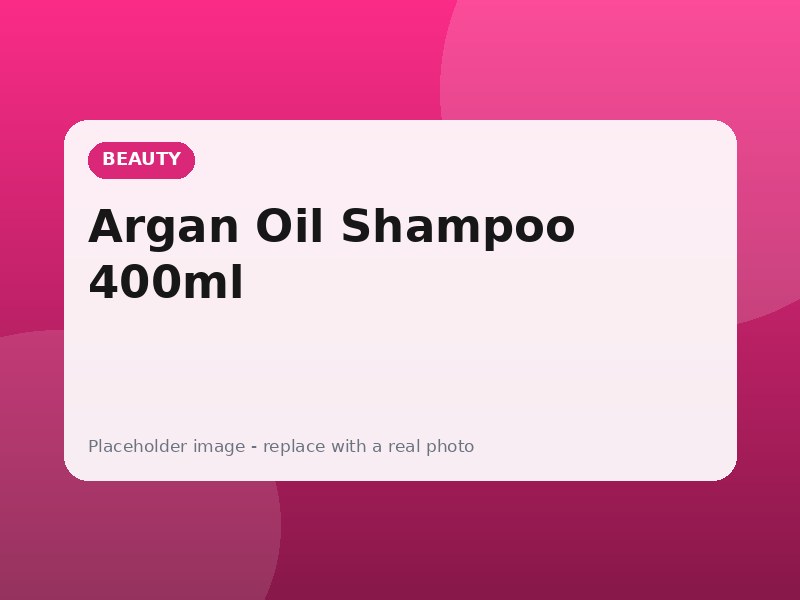 BEAUTY
Argan Oil Shampoo
400ml
Placeholder image - replace with a real photo